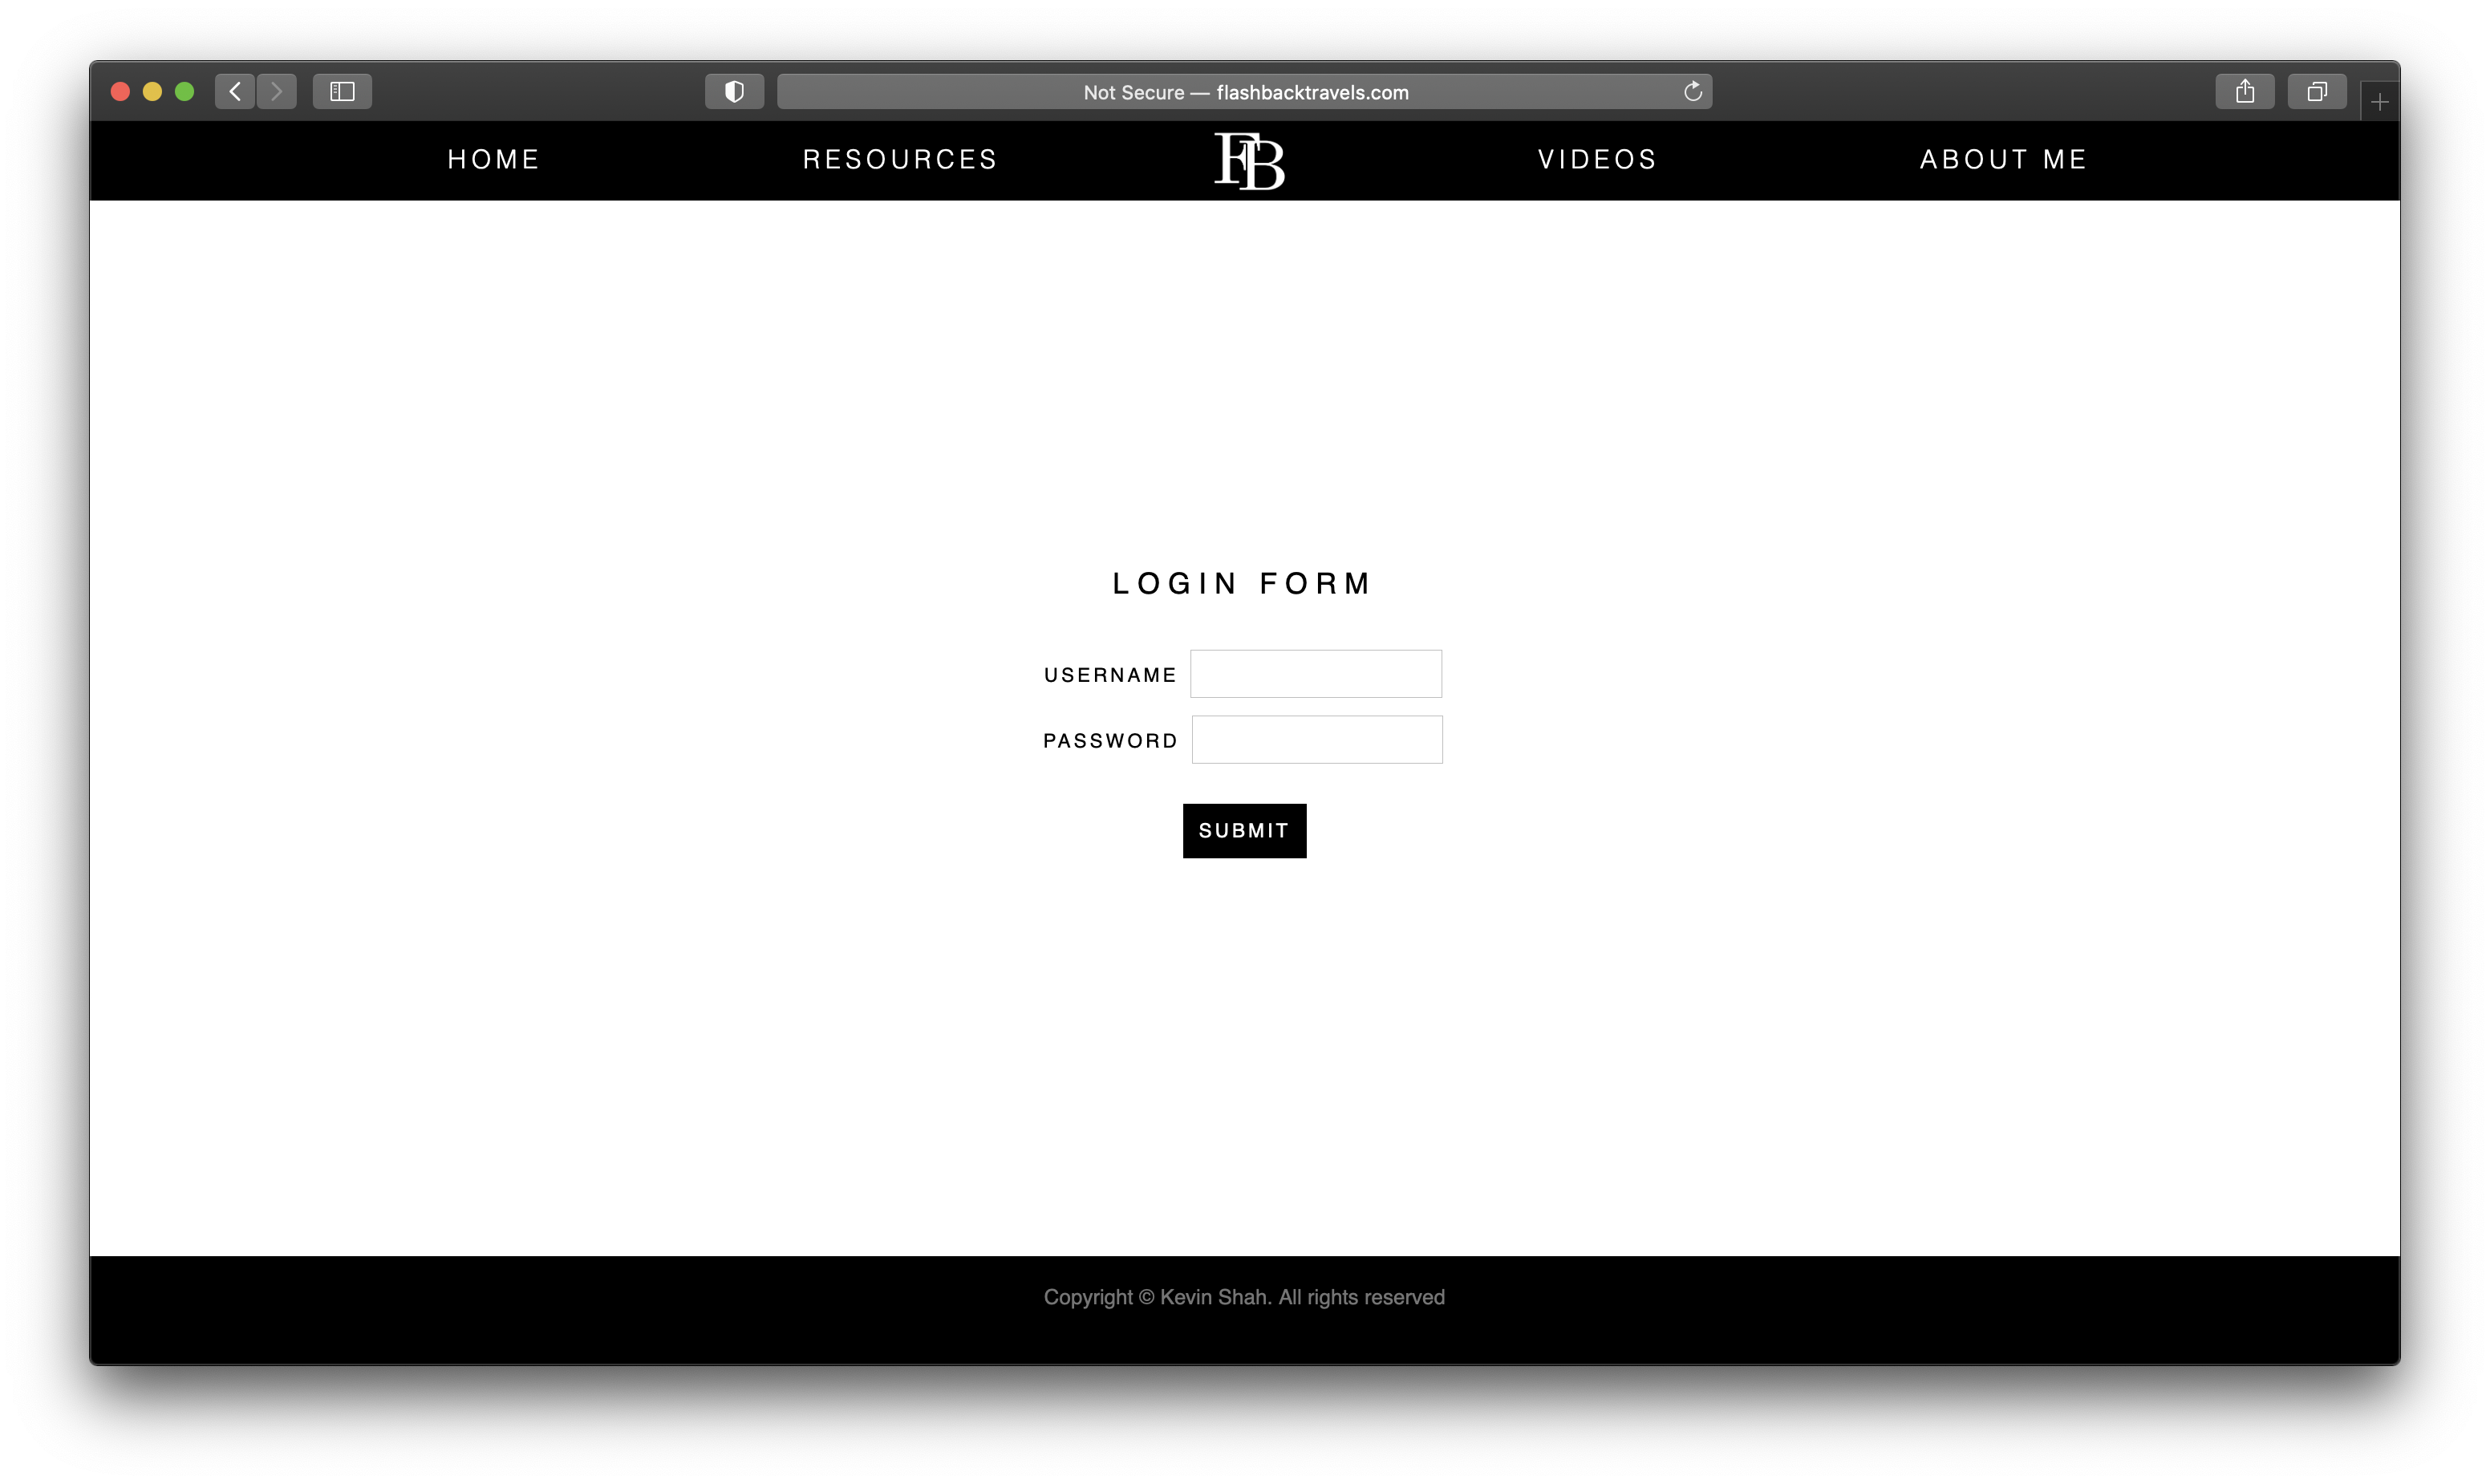 Not Secure — flashbacktravels.com
HOME RESOURCES FB VIDEOS ABOUT ME
LOGIN FORM
USERNAME
PASSWORD
SUBMIT
Copyright © Kevin Shah. All rights reserved